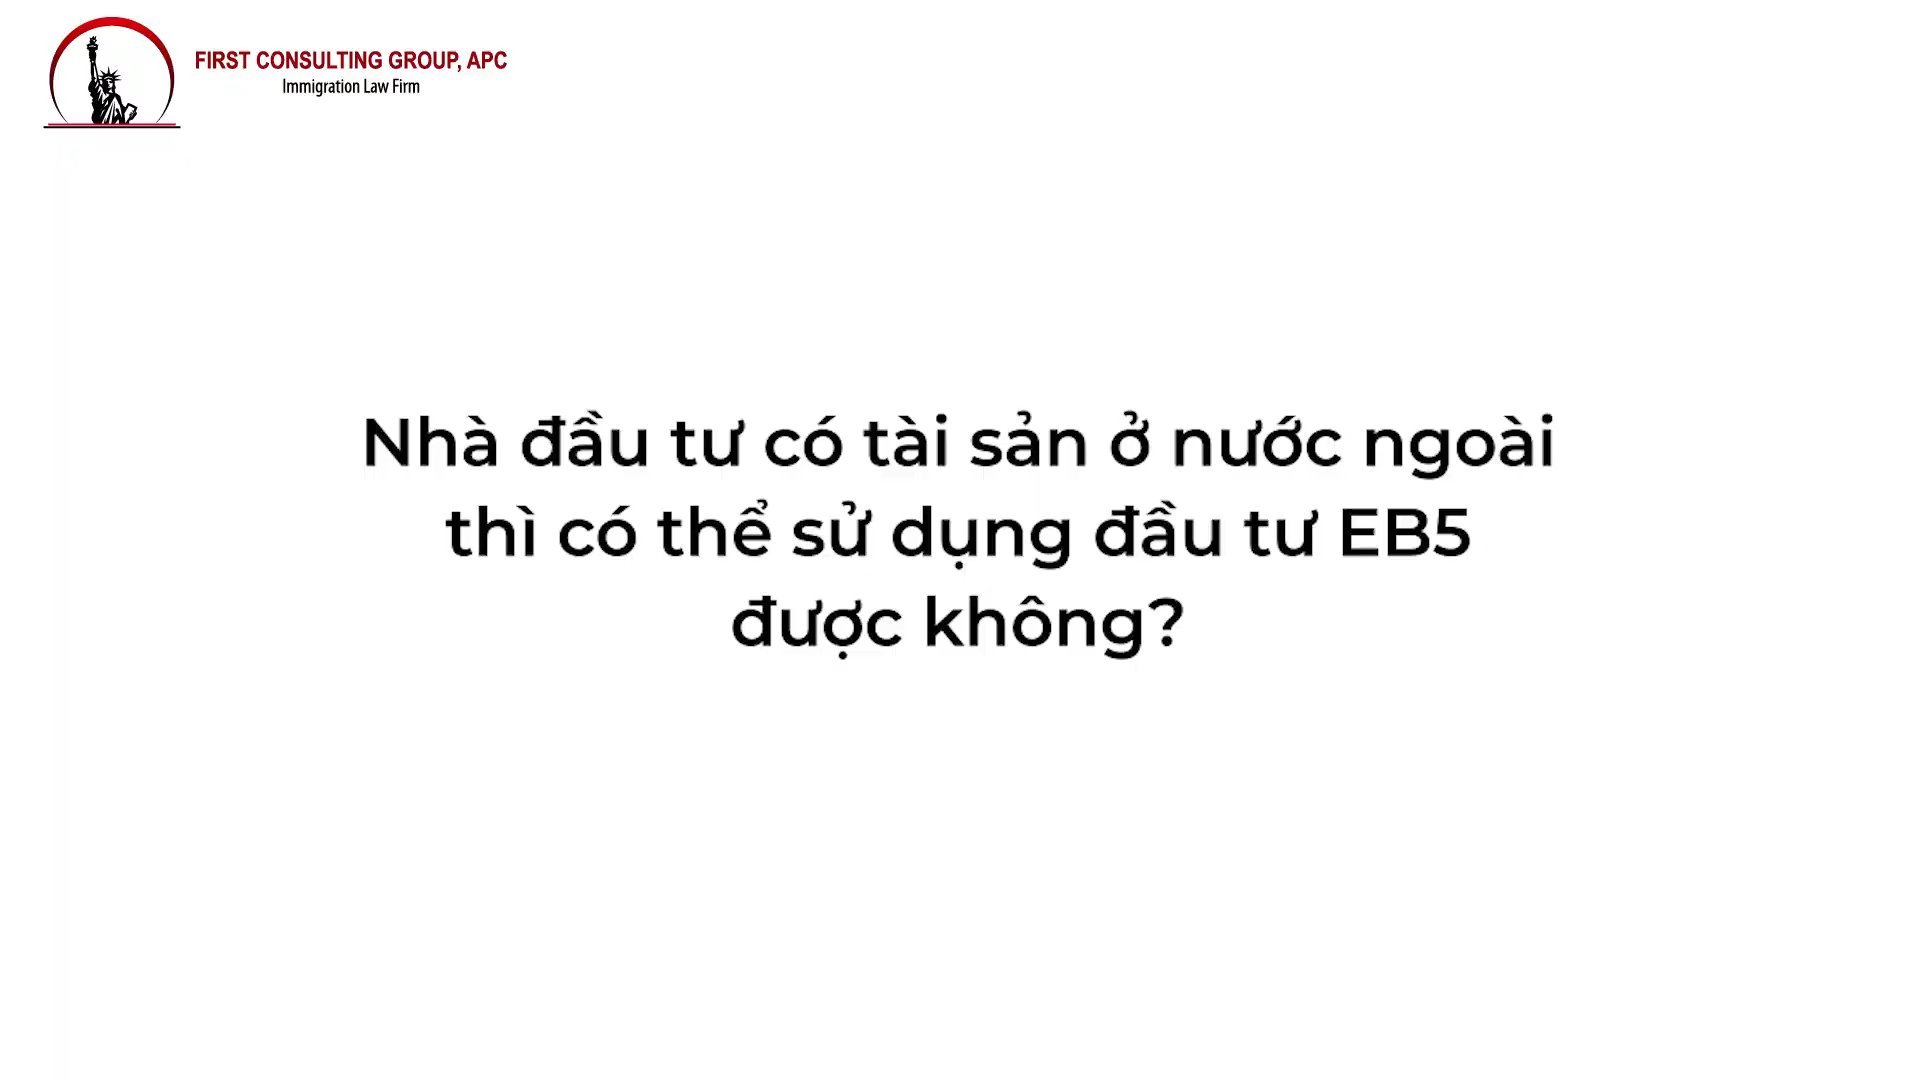 FIRST CONSULTING GROUP, APC
Immigration Law Firm
Nhà đầu tư có tài sản ở nước ngoài
thì có thể sử dụng đầu tư EB5
được không?